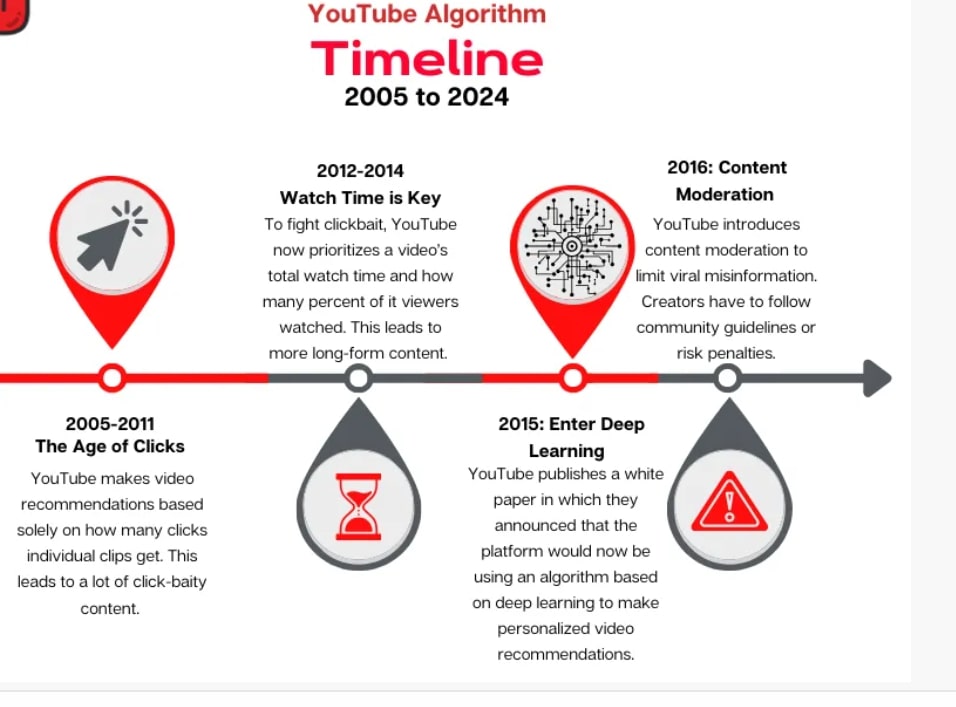 YouTube Algorithm
Timeline
2005 to 2024
2005-2011
The Age of Clicks
YouTube makes video
recommendations based
solely on how many clicks
individual clips get. This
leads to a lot of click-baity
content.
2012-2014
Watch Time is Key
To fight clickbait, YouTube
now prioritizes a video's
total watch time and how
many percent of it viewers
watched. This leads to
more long-form content.
2015: Enter Deep
Learning
YouTube publishes a white
paper in which they
announced that the
platform would now be
using an algorithm based
on deep learning to make
personalized video
recommendations.
2016: Content
Moderation
YouTube introduces
content moderation to
limit viral misinformation.
Creators have to follow
community guidelines or
risk penalties.